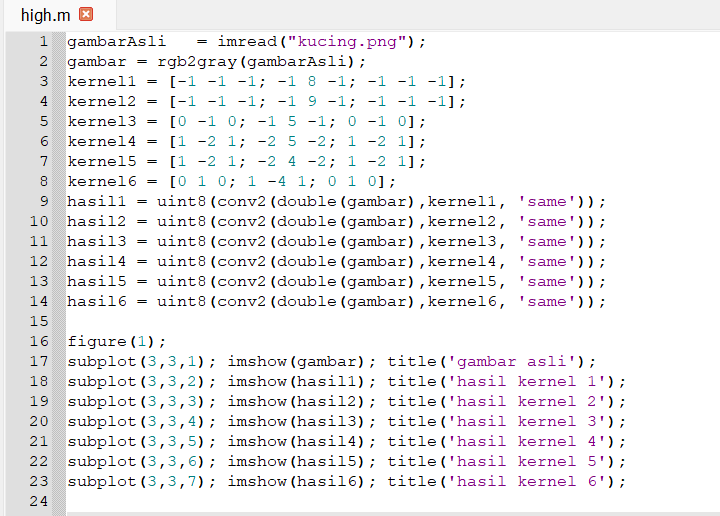 high.m
1 gambarAsli   = imread("kucing.png");
2 gambar = rgb2gray(gambarAsli);
3 kernel1 = [-1 -1 -1; -1 8 -1; -1 -1 -1];
4 kernel2 = [-1 -1 -1; -1 9 -1; -1 -1 -1];
5 kernel3 = [0 -1 0; -1 5 -1; 0 -1 0];
6 kernel4 = [1 -2 1; -2 5 -2; 1 -2 1];
7 kernel5 = [1 -2 1; -2 4 -2; 1 -2 1];
8 kernel6 = [0 1 0; 1 -4 1; 0 1 0];
9 hasil1 = uint8(conv2(double(gambar),kernel1, 'same'));
10 hasil2 = uint8(conv2(double(gambar),kernel2, 'same'));
11 hasil3 = uint8(conv2(double(gambar),kernel3, 'same'));
12 hasil4 = uint8(conv2(double(gambar),kernel4, 'same'));
13 hasil5 = uint8(conv2(double(gambar),kernel5, 'same'));
14 hasil6 = uint8(conv2(double(gambar),kernel6, 'same'));
15
16 figure(1);
17 subplot(3,3,1); imshow(gambar); title('gambar asli');
18 subplot(3,3,2); imshow(hasil1); title('hasil kernel 1');
19 subplot(3,3,3); imshow(hasil2); title('hasil kernel 2');
20 subplot(3,3,4); imshow(hasil3); title('hasil kernel 3');
21 subplot(3,3,5); imshow(hasil4); title('hasil kernel 4');
22 subplot(3,3,6); imshow(hasil5); title('hasil kernel 5');
23 subplot(3,3,7); imshow(hasil6); title('hasil kernel 6');
24